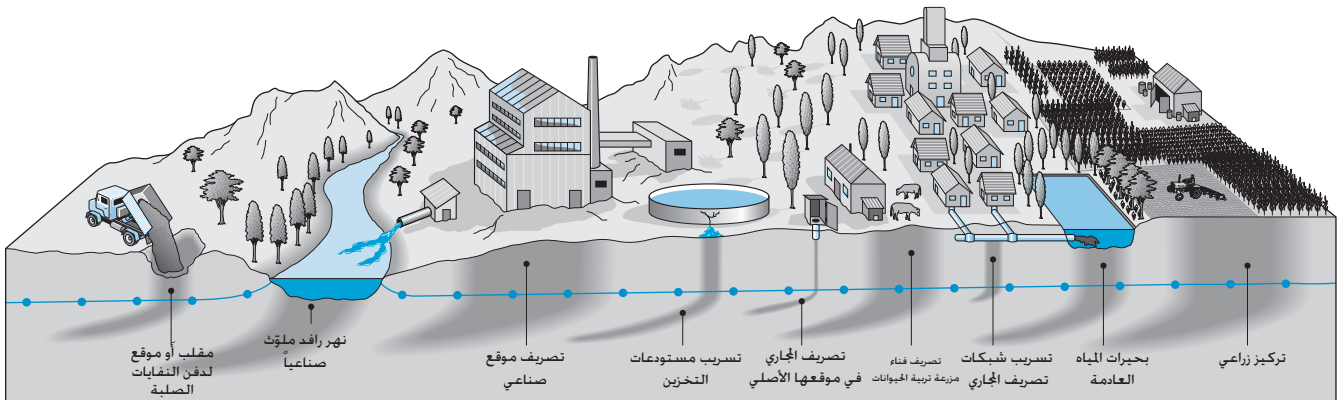 تركيز زراعي
بحيرات المياه
العادمة
تسريب شبكات
تصريف المجاري
تصريف فناء
مزرعة تربية الحيوانات
تصريف المجاري
في موقعها الأصلي
تسريب مستودعات
التخزين
تصريف موقع
صناعي
نهر رافد ملوّث
صناعياً
مقلب أو موقع
لدفن النفايات
الصلبة